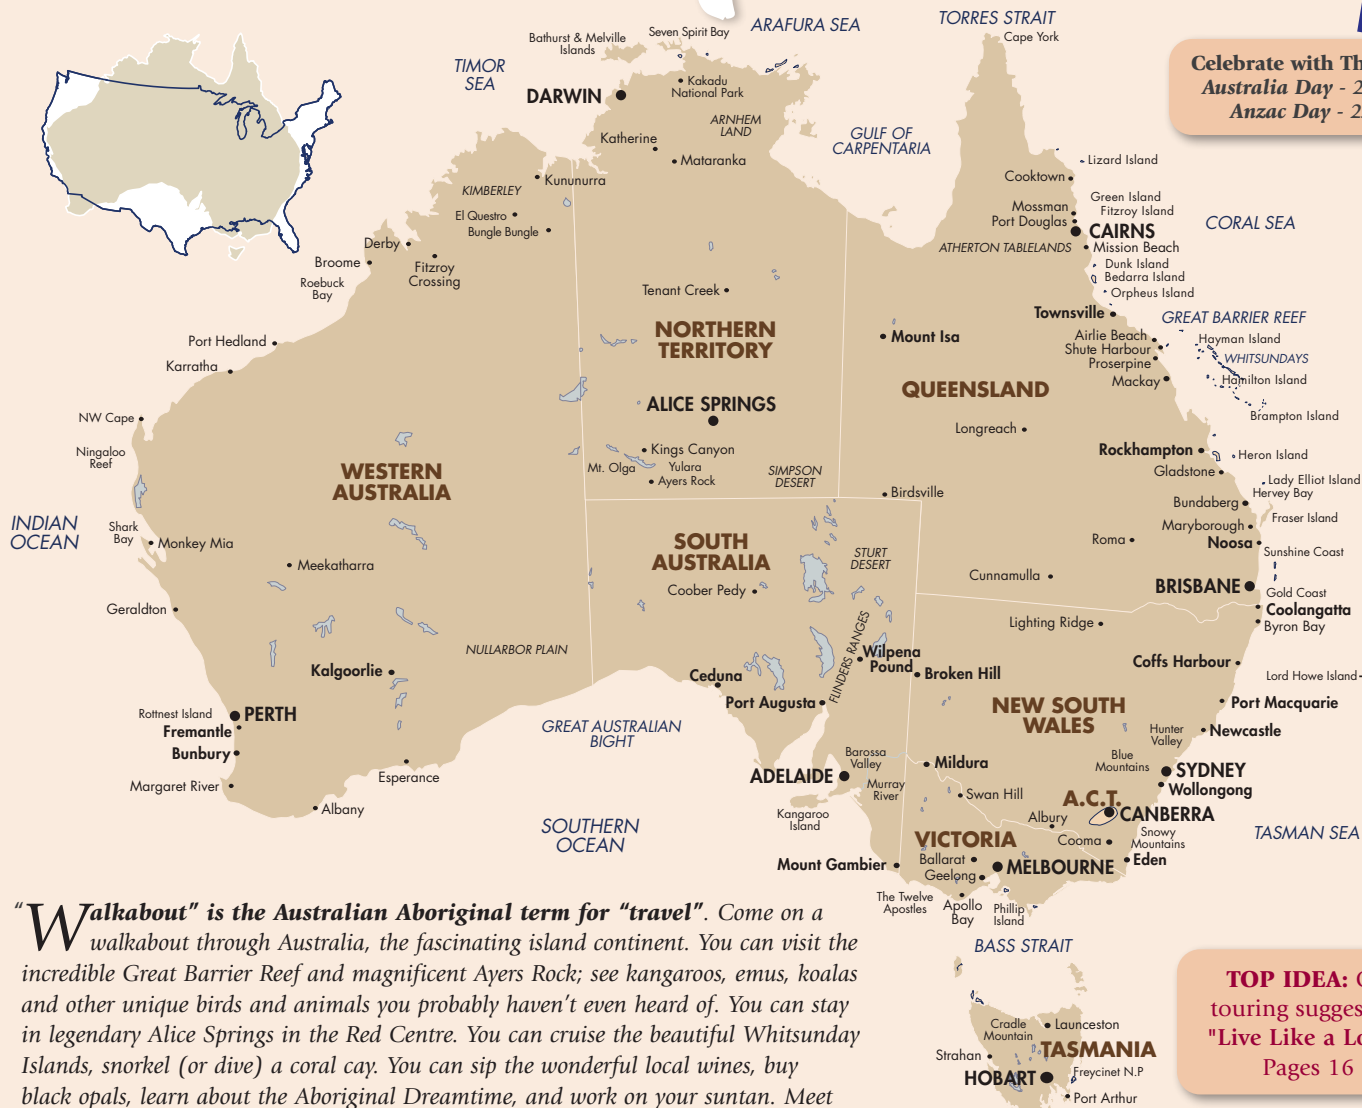 ARAFURA SEA
TORRES STRAIT
Cape York
Seven Spirit Bay
Bathurst & Melville
Islands
TIMOR
SEA
DARWIN
Kakadu
National Park
ARNHEM
LAND
GULF OF
CARPENTARIA
Katherine
Mataranka
Celebrate with Th
Australia Day - 2
Anzac Day - 2
Lizard Island
Cooktown
Green Island
Mossman
Fitzroy Island
Port Douglas
CAIRNS
CORAL SEA
ATHERTON TABLELANDS
Mission Beach
Dunk Island
Bedarra Island
Orpheus Island
KIMBERLEY
Kununurra
El Questro
Bungle Bungle
Derby
Broome
Fitzroy
Crossing
Roebuck
Bay
Tenant Creek
Townsville
GREAT BARRIER REEF
NORTHERN
TERRITORY
Mount Isa
Airlie Beach
Hayman Island
Shute Harbour
WHITSUNDAYS
Proserpine
Mackay
Hamilton Island
Brampton Island
Port Hedland
Karratha
QUEENSLAND
ALICE SPRINGS
NW Cape
Ningaloo
Reef
Longreach
Kings Canyon
Mt. Olga
Yulara
Ayers Rock
SIMPSON
DESERT
Rockhampton
Heron Island
Gladstone
Lady Elliot Island
WESTERN
AUSTRALIA
Birdsville
Bundaberg
Hervey Bay
Fraser Island
Maryborough
INDIAN
OCEAN
Shark
Bay
Monkey Mia
Roma
Noosa
Sunshine Coast
SOUTH
AUSTRALIA
STURT
DESERT
Meekatharra
Coober Pedy
Cunnamulla
BRISBANE
Gold Coast
Coolangatta
Byron Bay
Geraldton
Lighting Ridge
NULLARBOR PLAIN
FLINDERS RANGES
Wilpena
Pound
Kalgoorlie
Ceduna
Broken Hill
Coffs Harbour
Lord Howe Island
Port Augusta
NEW SOUTH
WALES
Port Macquarie
Rottnest Island
PERTH
Fremantle
GREAT AUSTRALIAN
BIGHT
Hunter
Valley
Newcastle
Bunbury
Barossa
Valley
Mildura
Blue
Mountains
SYDNEY
Esperance
ADELAIDE
Murray
River
Wollongong
Margaret River
Swan Hill
A.C.T.
Albany
Kangaroo
Island
Albury
CANBERRA
SOUTHERN
OCEAN
VICTORIA
Cooma
Snowy
Mountains
TASMAN SEA
Mount Gambier
Ballarat
MELBOURNE
Eden
Geelong
The Twelve
Apostles
Apollo
Bay
Phillip
Island
BASS STRAIT
Cradle
Mountain
Launceston
TASMANIA
Strahan
Freycinet N.P
HOBART
Port Arthur
“Walkabout” is the Australian Aboriginal term for “travel”. Come on a
walkabout through Australia, the fascinating island continent. You can visit the
incredible Great Barrier Reef and magnificent Ayers Rock; see kangaroos, emus, koalas
and other unique birds and animals you probably haven’t even heard of. You can stay
in legendary Alice Springs in the Red Centre. You can cruise the beautiful Whitsunday
Islands, snorkel (or dive) a coral cay. You can sip the wonderful local wines, buy
black opals, learn about the Aboriginal Dreamtime, and work on your suntan. Meet
TOP IDEA:
touring sugges
"Live Like a Lo
Pages 16